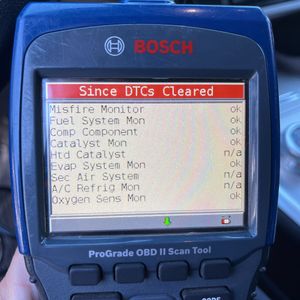 BOSCH
Since DTCs Cleared
Misfire Monitor ok
Fuel System Mon ok
Comp Component ok
Catalyst Mon ok
Htd Catalyst n/a
Evap System Mon ok
Sec Air System n/a
A/C Refrig Mon n/a
Oxygen Sens Mon ok
ProGrade OBD II Scan Tool
CODE